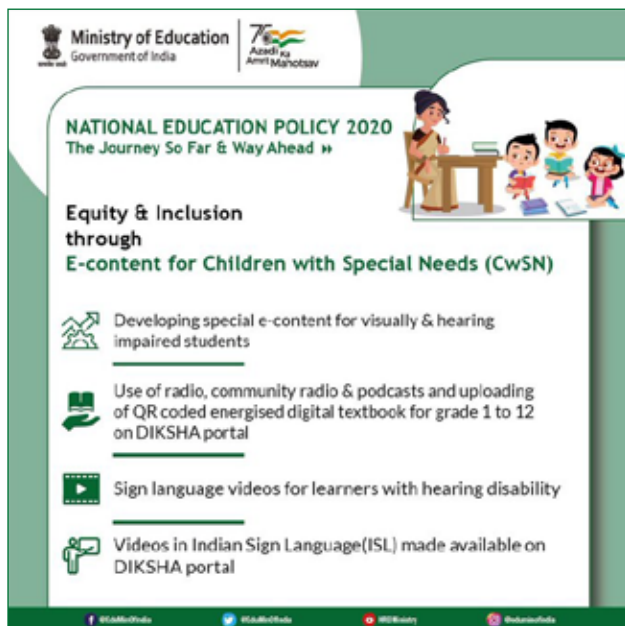 Ministry of Education
Government of India
Azadi Ka
Amrit Mahotsav
NATIONAL EDUCATION POLICY 2020
The Journey So Far & Way Ahead
Equity & Inclusion
through
E-content for Children with Special Needs (CwSN)
Developing special e-content for visually & hearing
impaired students
Use of radio, community radio & podcasts and uploading
of QR coded energised digital textbook for grade 1 to 12
on DIKSHA portal
Sign language videos for learners with hearing disability
Videos in Indian Sign Language(ISL) made available on
DIKSHA portal
@EduMinOfIndia @EduMinOfIndia HRDMinistry @eduminofindia